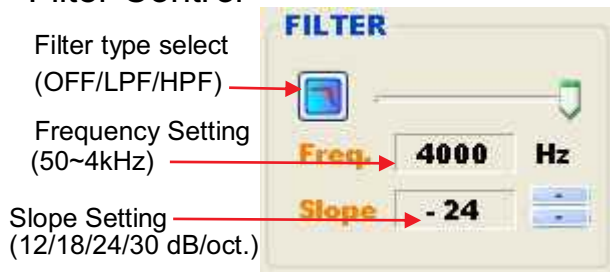 Filter Control
FILTER
Filter type select
(OFF/LPF/HPF)
Frequency Setting
(50~4kHz)
Freq. 4000 Hz
Slope - 24
Slope Setting
(12/18/24/30 dB/oct.)